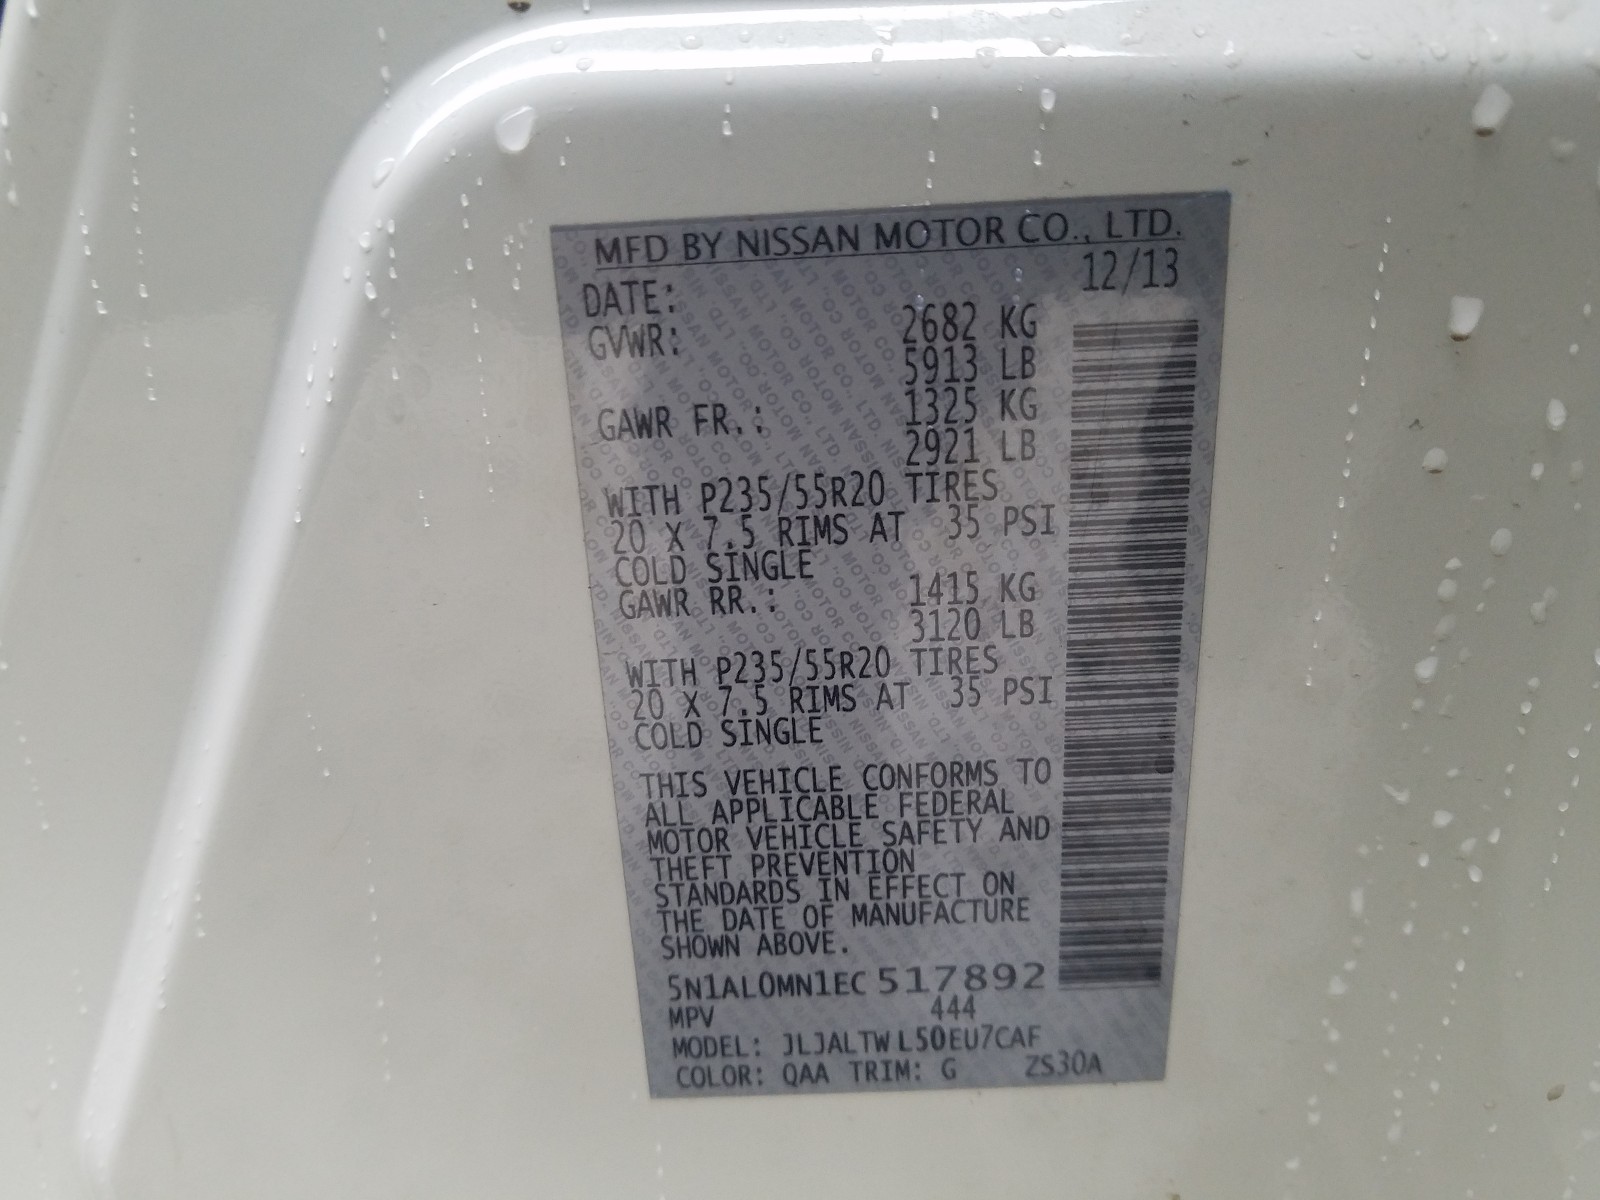 MFD BY NISSAN MOTOR CO., LTD.
DATE: 12/13
GVWR: 2682 KG
5913 LB
GAWR FR.: 1325 KG
2921 LB
WITH P235/55R20 TIRES
20 X 7.5 RIMS AT 35 PSI
COLD SINGLE
GAWR RR.: 1415 KG
3120 LB
WITH P235/55R20 TIRES
20 X 7.5 RIMS AT 35 PSI
COLD SINGLE
THIS VEHICLE CONFORMS TO
ALL APPLICABLE FEDERAL
MOTOR VEHICLE SAFETY AND
THEFT PREVENTION
STANDARDS IN EFFECT ON
THE DATE OF MANUFACTURE
SHOWN ABOVE.
5N1AL0MN1EC 517892
MPV 444
MODEL: JLJALTWL50EU7CAF
COLOR: QAA TRIM: G ZS30A